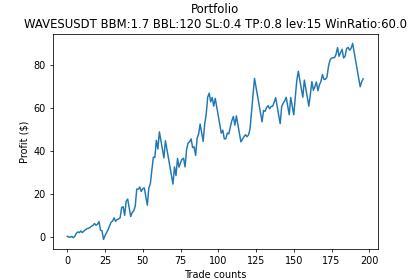 Portfolio
WAVESUSDT BBM:1.7 BBL:120 SL:0.4 TP:0.8 lev:15 WinRatio:60.0
Profit ($)
80
60
40
20
0
0 25 50 75 100 125 150 175 200
Trade counts